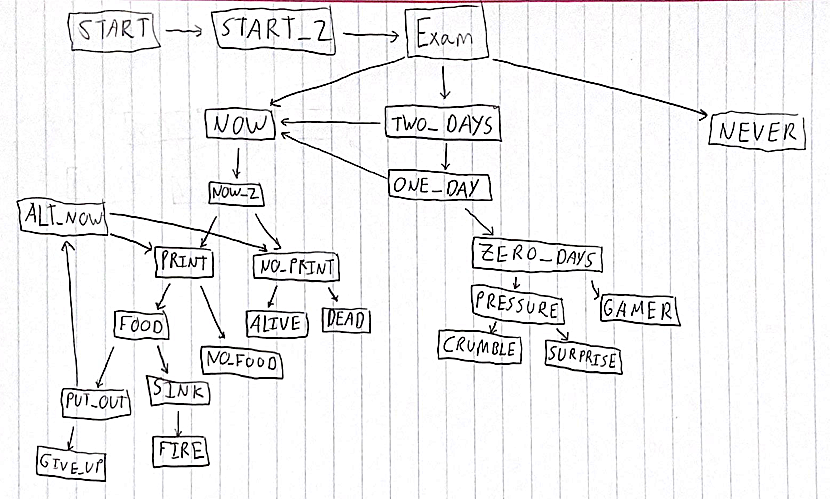 START
START_2
Exam
NOW
TWO_DAYS
NEVER
NOW_2
ONE_DAY
ALT_NOW
PRINT
NO_PRINT
ZERO_DAYS
FOOD
ALIVE
DEAD
PRESSURE
GAMER
NO_FOOD
CRUMBLE
SURPRISE
PUT_OUT
SINK
GIVE_UP
FIRE